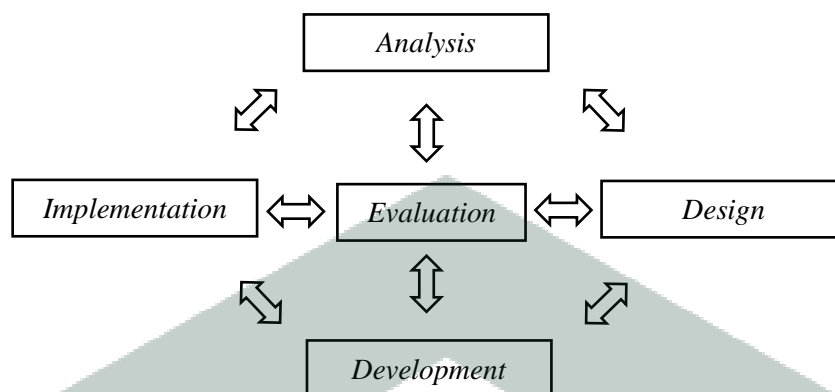 Analysis
Implementation
Evaluation
Design
Development